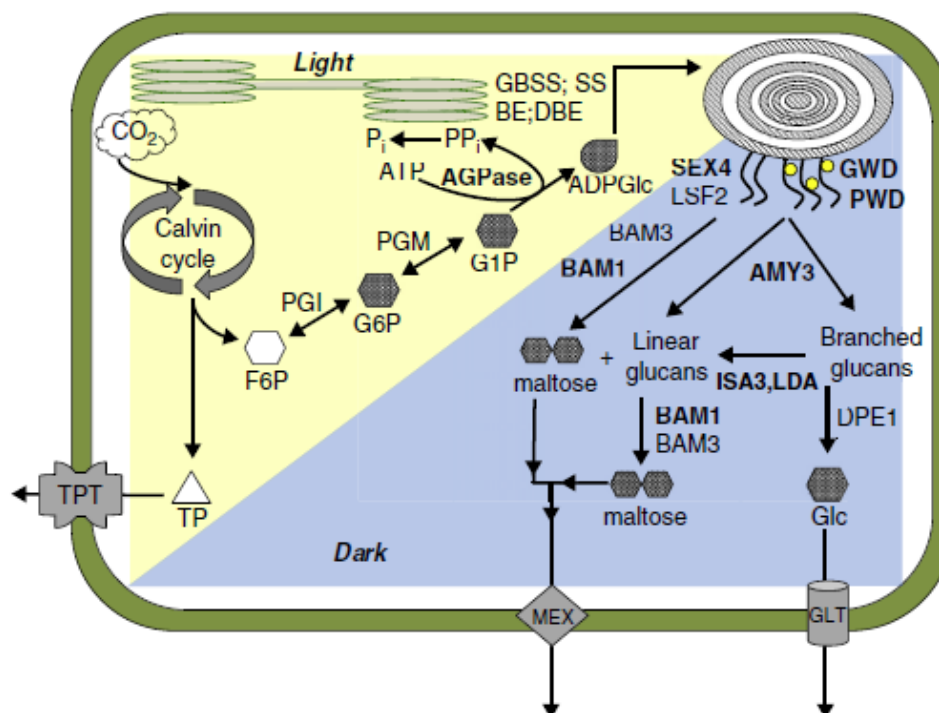 Light
GBSS; SS
BE;DBE
CO2
Pi
PPi
ATP
AGPase
ADPGlc
SEX4
LSF2
GWD
PWD
Calvin
cycle
PGM
G1P
BAM3
BAM1
AMY3
PGI
G6P
F6P
maltose
+
Linear
glucans
Branched
glucans
ISA3,LDA
BAM1
BAM3
DPE1
TPT
TP
maltose
Glc
Dark
MEX
GLT